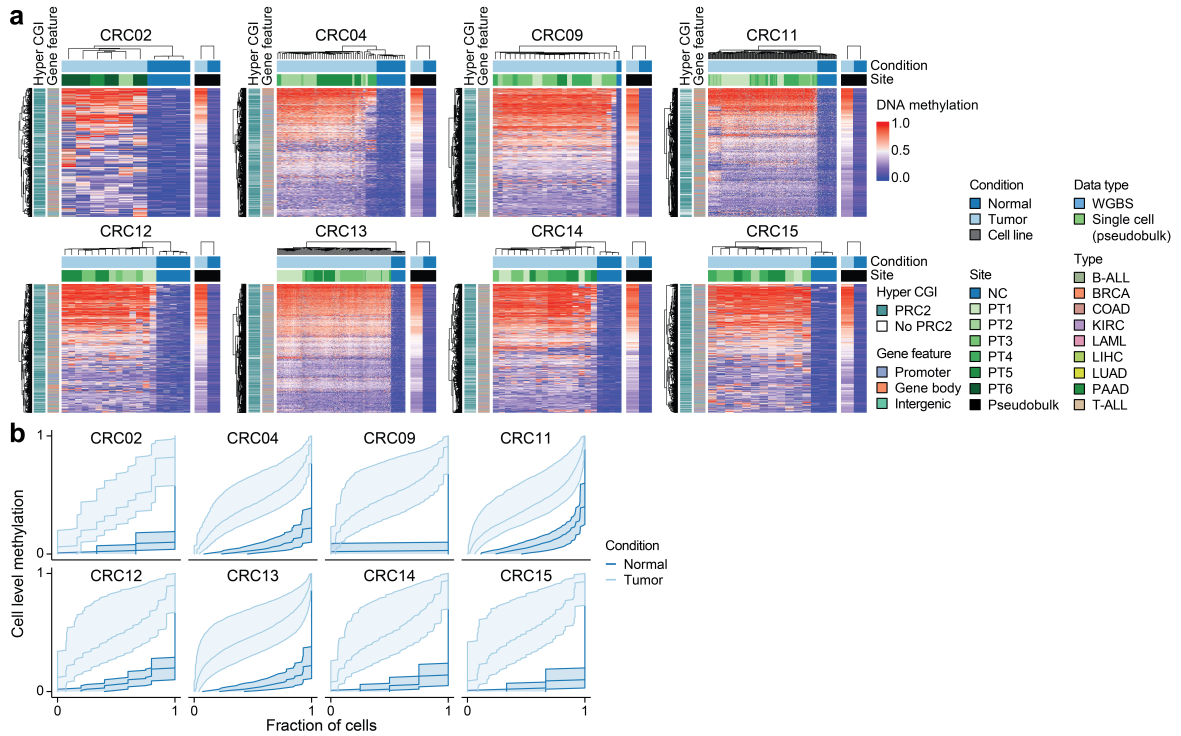 a
Hyper CGI
Gene feature
CRC02
Hyper CGI
Gene feature
CRC04
Hyper CGI
Gene feature
CRC09
Hyper CGI
Gene feature
CRC11
Condition
Site
DNA methylation
1.0
0.5
0.0
CRC12
CRC13
CRC14
CRC15
Condition
Site
Hyper CGI
PRC2
No PRC2
Gene feature
Promoter
Gene body
Intergenic
Condition
Normal
Tumor
Cell line
Site
NC
PT1
PT2
PT3
PT4
PT5
PT6
Pseudobulk
Data type
WGBS
Single cell
(pseudobulk)
Type
B-ALL
BRCA
COAD
KIRC
LAML
LIHC
LUAD
PAAD
T-ALL
b
Cell level methylation
1
0
CRC02
CRC04
CRC09
CRC11
1
0
CRC12
CRC13
CRC14
CRC15
0 1 0 1 0 1 0 1
Fraction of cells
Condition
Normal
Tumor